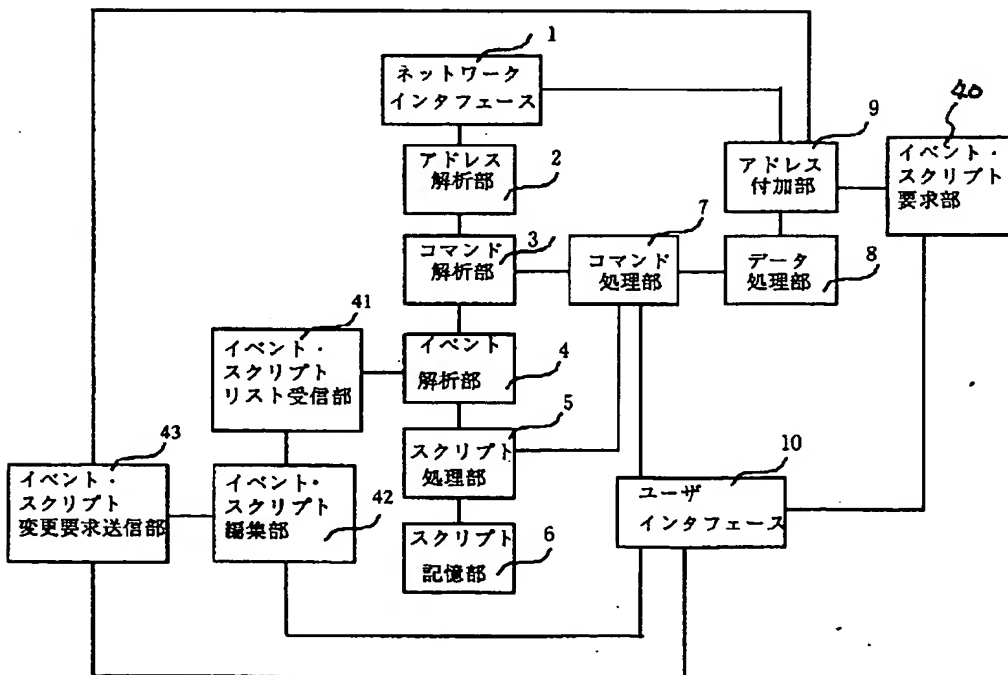 1
ネットワーク
インタフェース
アドレス
解析部
2
9
アドレス
付加部
40
イベント・
スクリプト
要求部
コマンド
解析部
3
7
コマンド
処理部
データ
処理部
8
41
イベント・
スクリプト
リスト受信部
イベント
解析部
4
5
スクリプト
処理部
43
イベント・
スクリプト
変更要求送信部
イベント・
スクリプト
編集部
42
スクリプト
記憶部
6
10
ユーザ
インタフェース